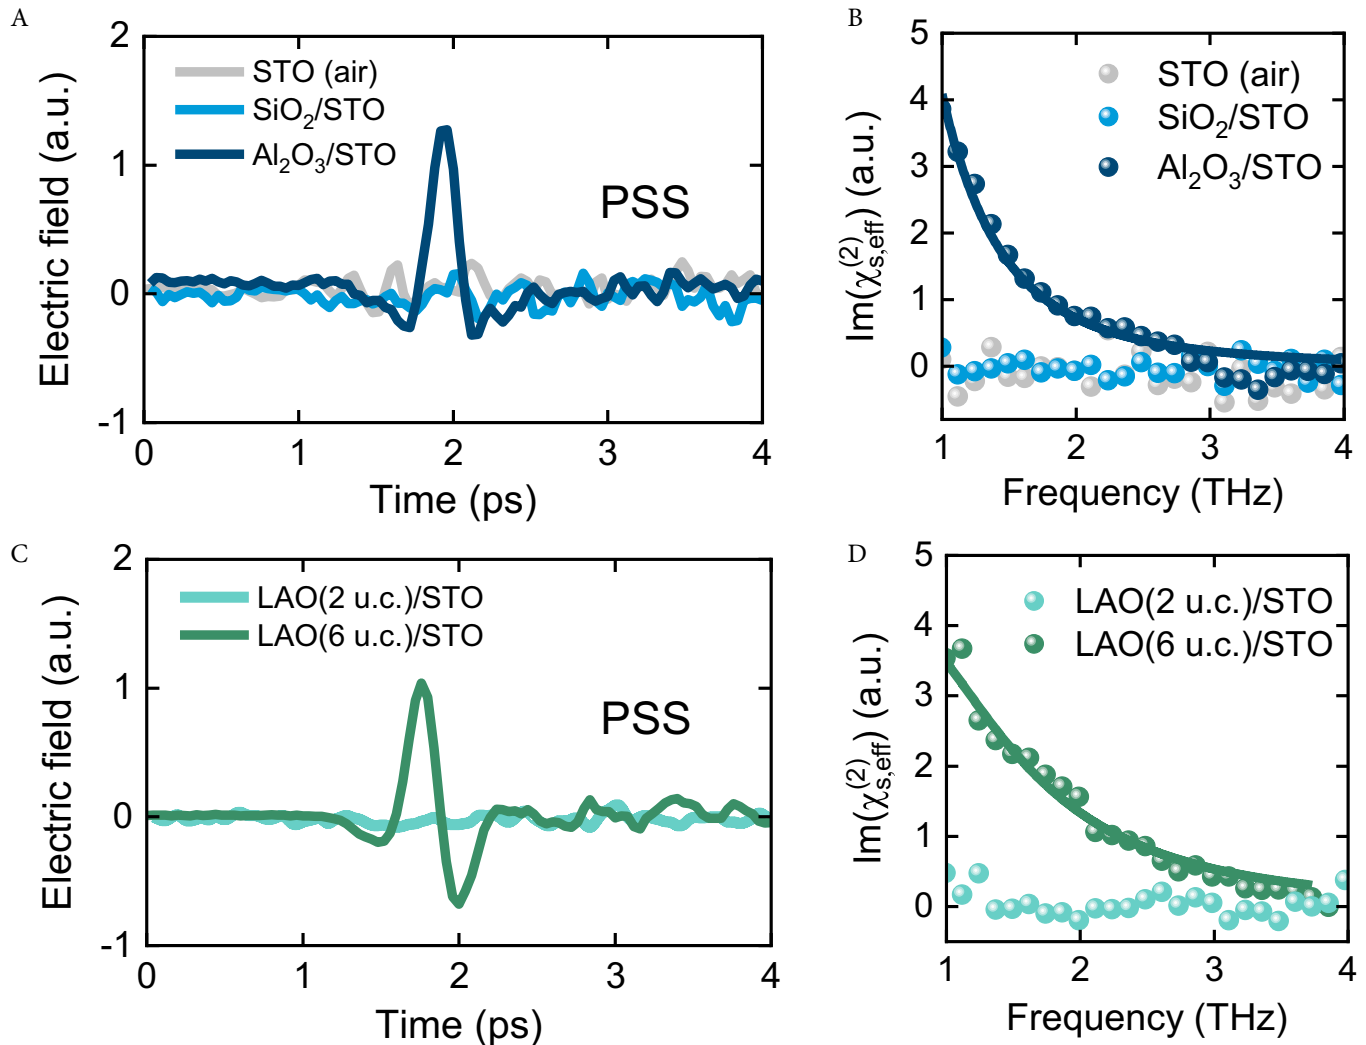 A
Electric field (a.u.)
2
1
0
-1
STO (air)
SiO₂/STO
Al₂O₃/STO
PSS
0 1 2 3 4
Time (ps)
B
Im(χ⁽²⁾s,eff) (a.u.)
5
4
3
2
1
0
STO (air)
SiO₂/STO
Al₂O₃/STO
1 2 3 4
Frequency (THz)
C
Electric field (a.u.)
2
1
0
-1
LAO(2 u.c.)/STO
LAO(6 u.c.)/STO
PSS
0 1 2 3 4
Time (ps)
D
Im(χ⁽²⁾s,eff) (a.u.)
5
4
3
2
1
0
LAO(2 u.c.)/STO
LAO(6 u.c.)/STO
1 2 3 4
Frequency (THz)